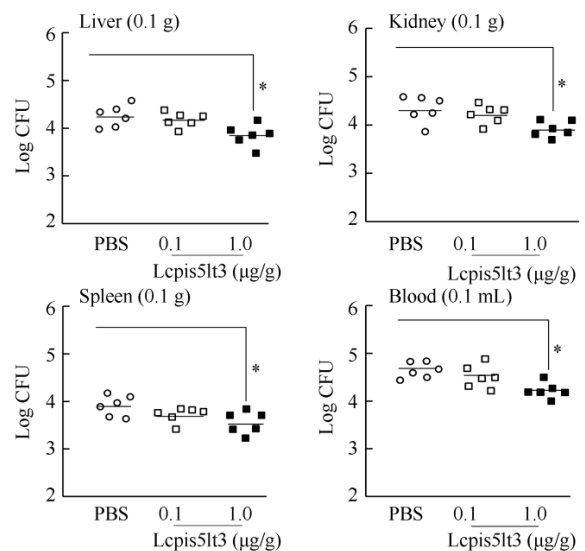 Liver (0.1 g)
6
5
4
3
2
Log CFU
*
PBS 0.1 1.0
Lcpis5lt3 (μg/g)
Kidney (0.1 g)
6
5
4
3
2
Log CFU
*
PBS 0.1 1.0
Lcpis5lt3 (μg/g)
Spleen (0.1 g)
6
5
4
3
2
Log CFU
*
PBS 0.1 1.0
Lcpis5lt3 (μg/g)
Blood (0.1 mL)
6
5
4
3
2
Log CFU
*
PBS 0.1 1.0
Lcpis5lt3 (μg/g)